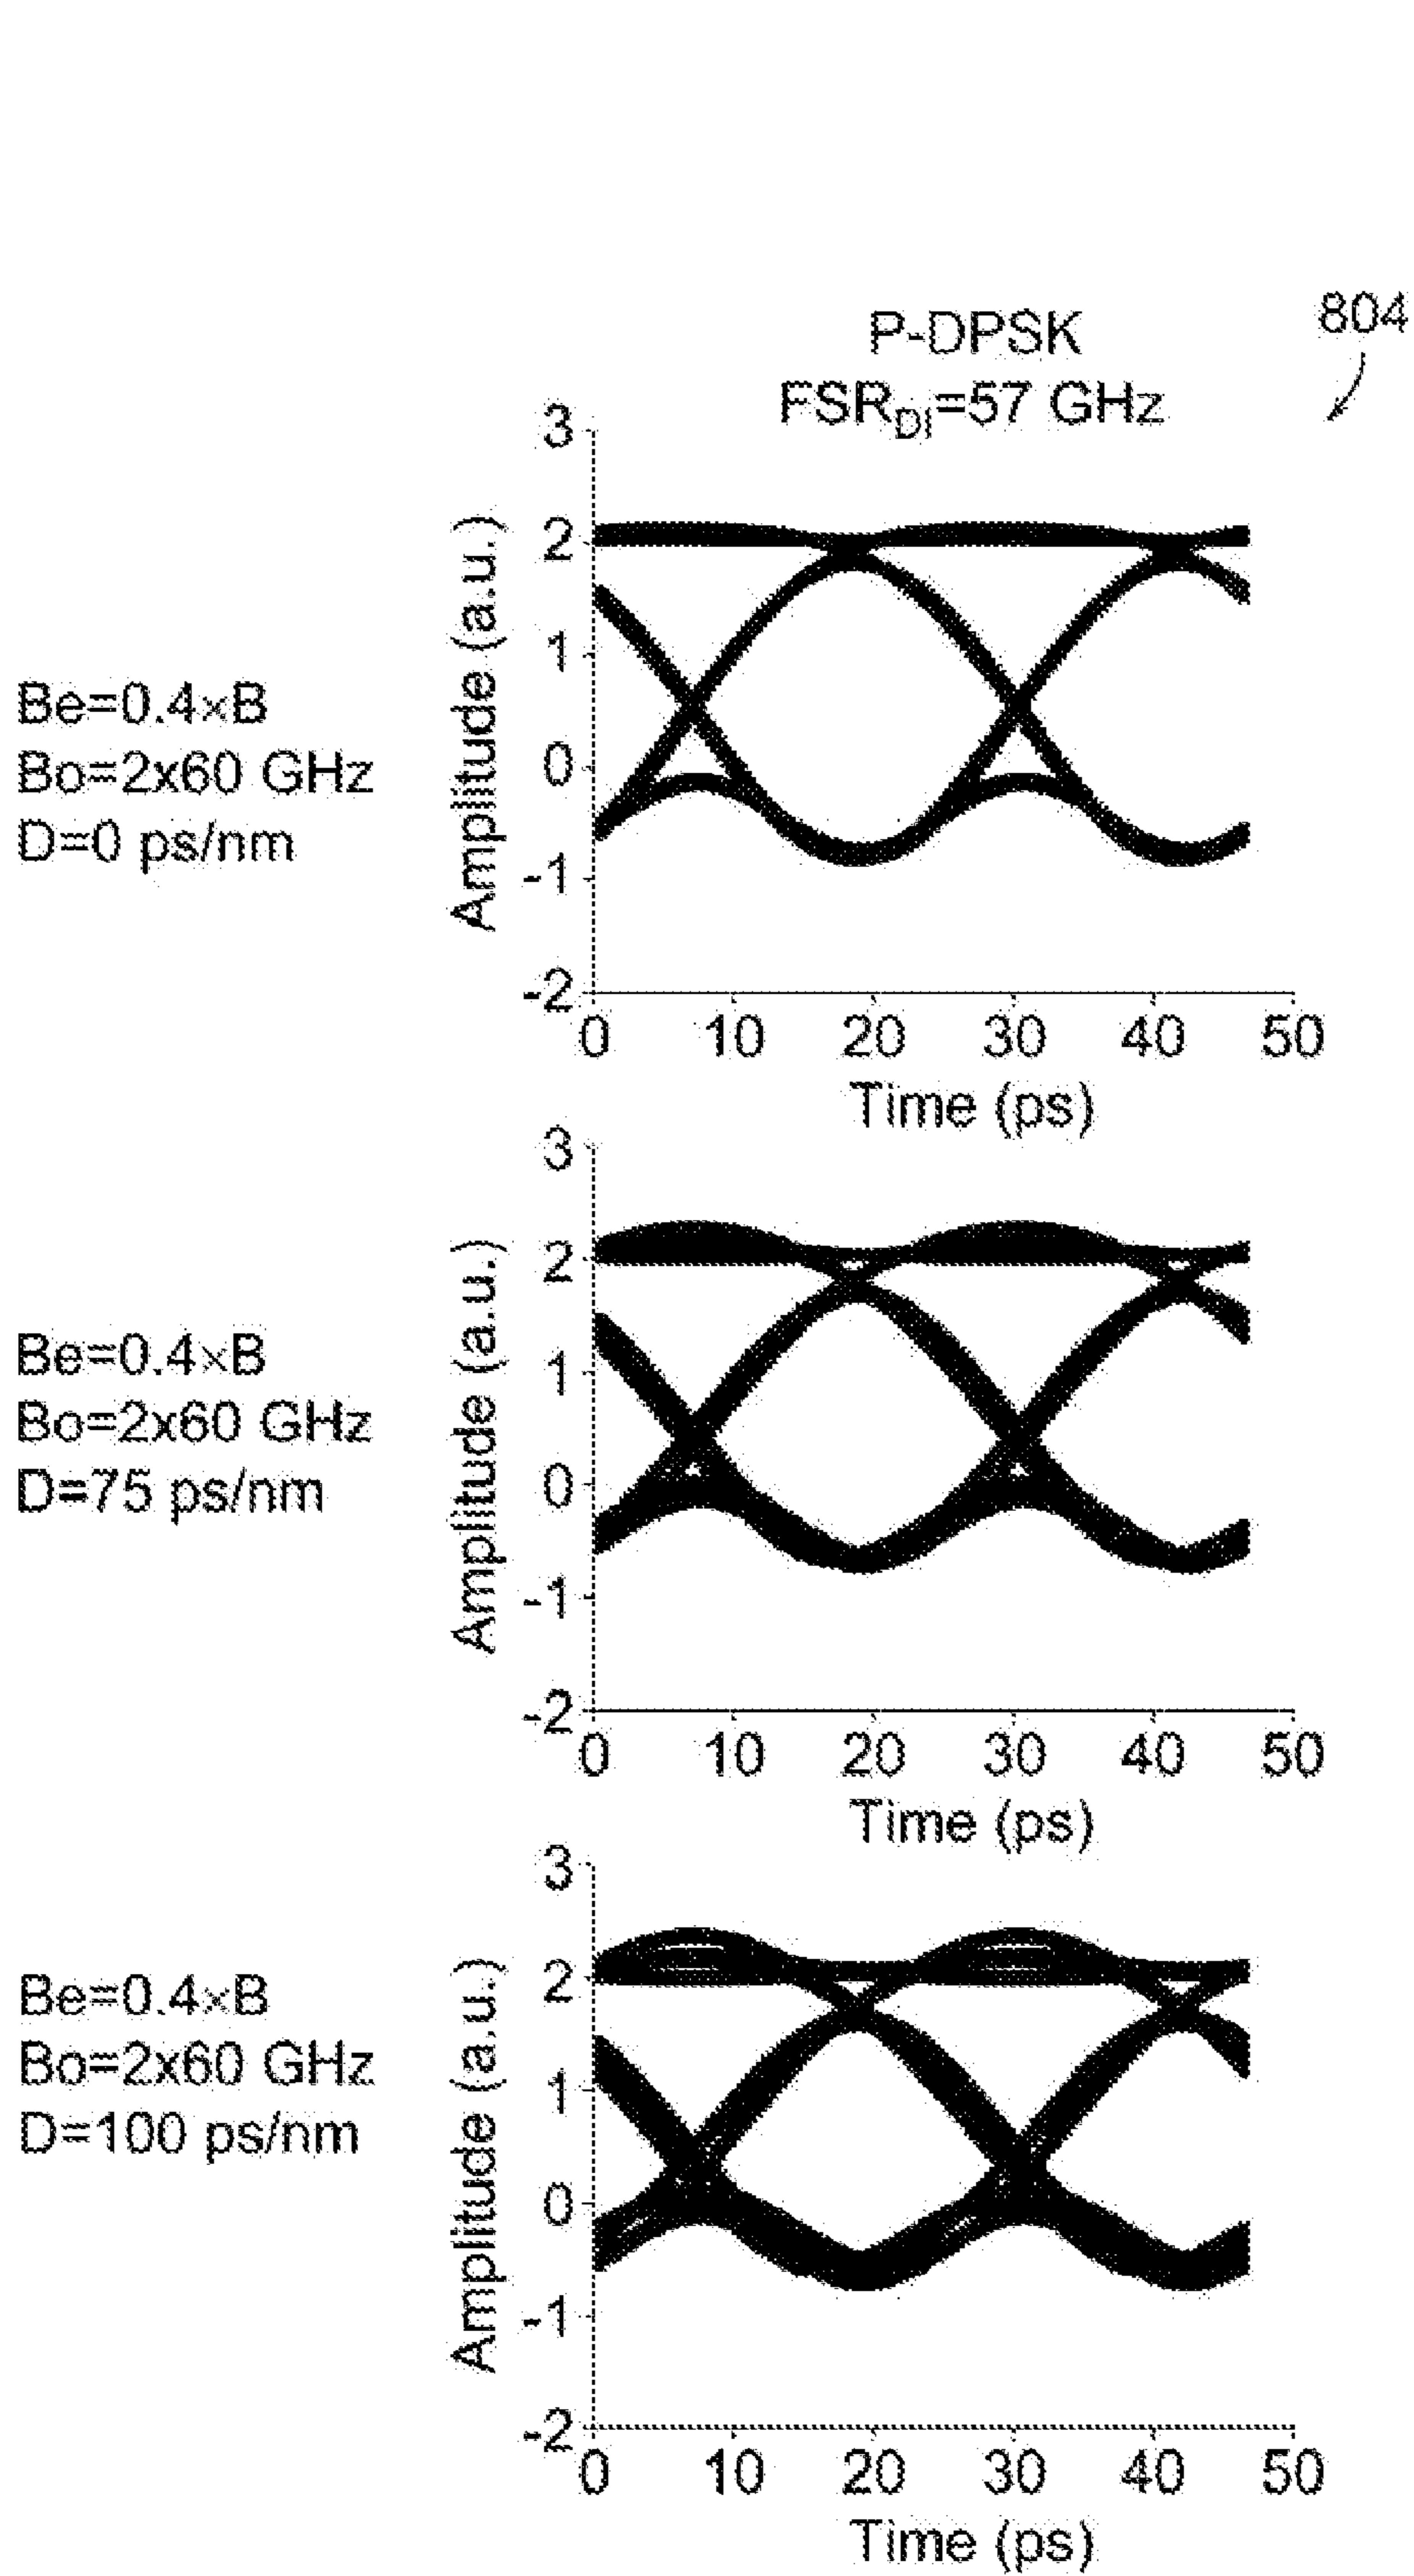 804
P-DPSK
FSRDI=57 GHz
Be=0.4×B
Bo=2x60 GHz
D=0 ps/nm
Amplitude (a.u.)
3
2
1
0
-1
-2
0 10 20 30 40 50
Time (ps)
Be=0.4×B
Bo=2x60 GHz
D=75 ps/nm
Amplitude (a.u.)
3
2
1
0
-1
-2
0 10 20 30 40 50
Time (ps)
Be=0.4×B
Bo=2x60 GHz
D=100 ps/nm
Amplitude (a.u.)
3
2
1
0
-1
-2
0 10 20 30 40 50
Time (ps)